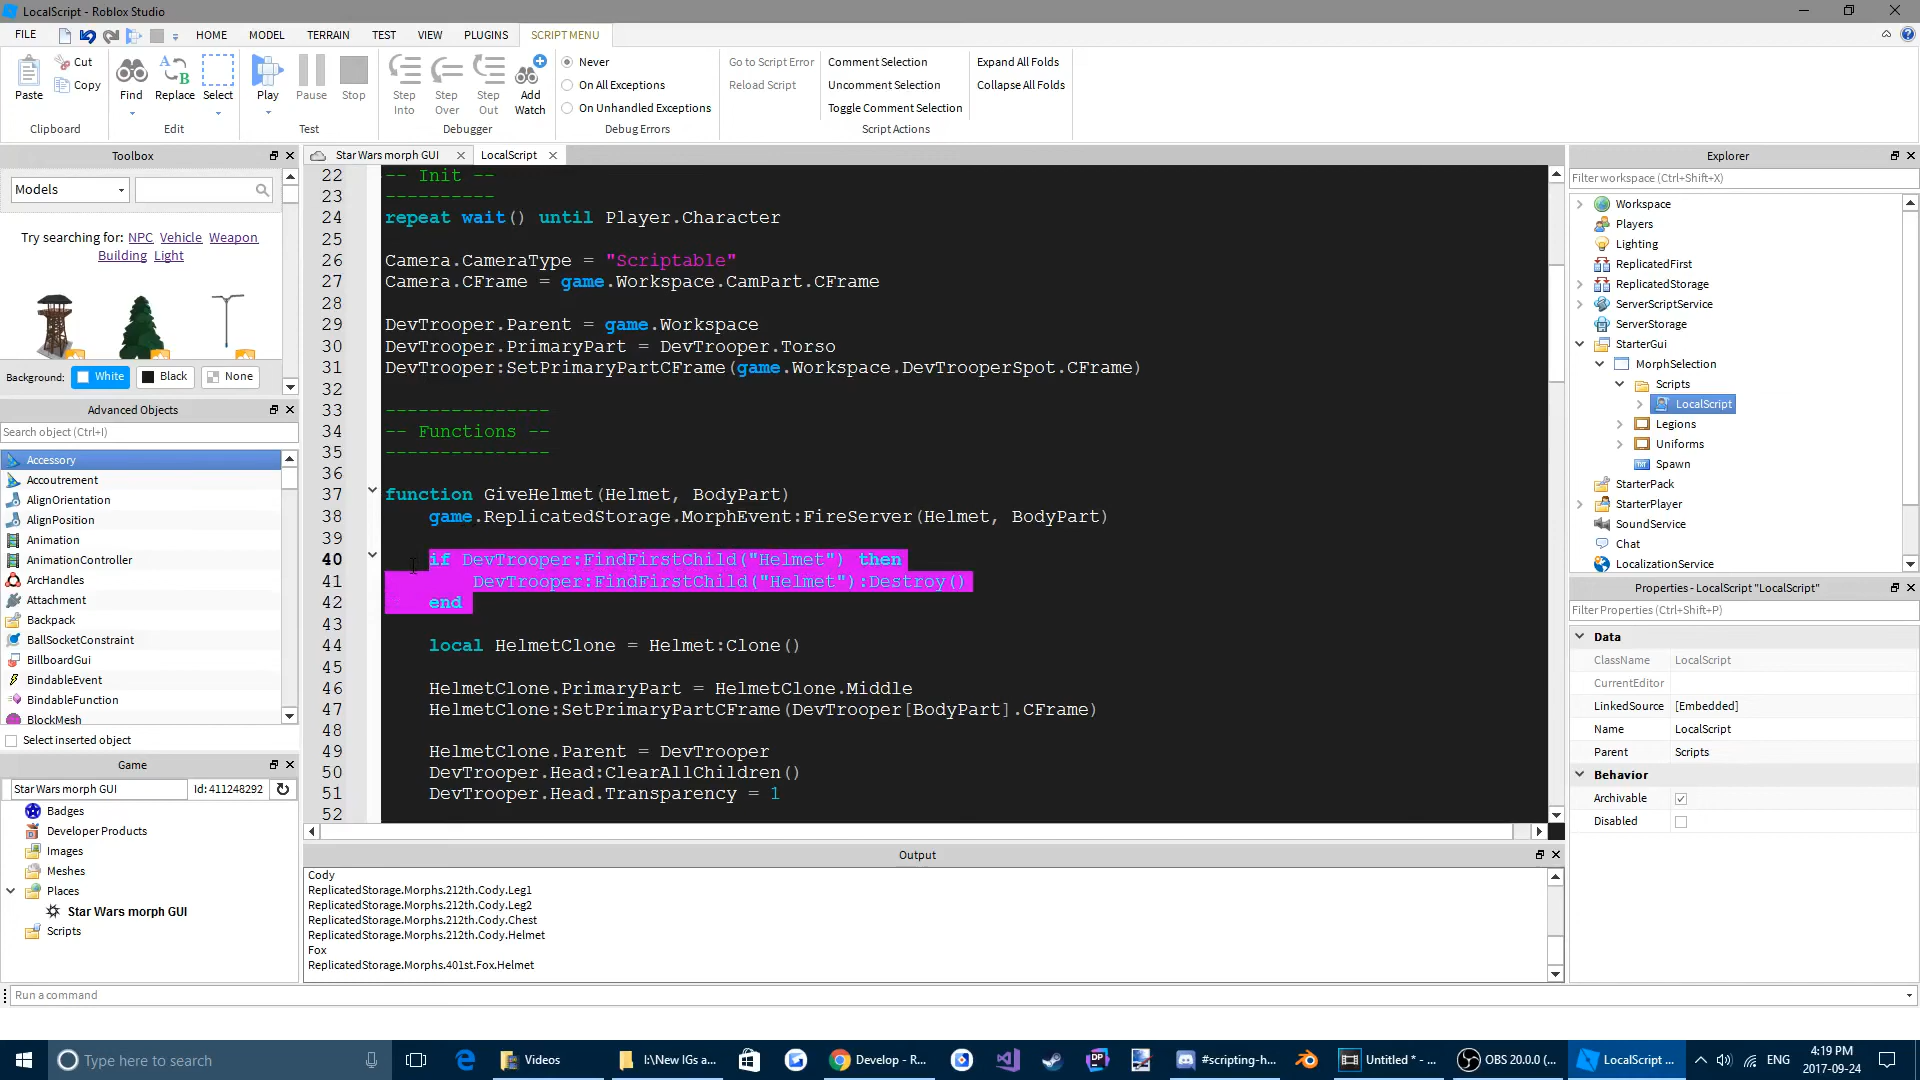 LocalScript - Roblox Studio
FILE HOME MODEL TERRAIN TEST VIEW PLUGINS SCRIPT MENU
Paste Cut Copy Clipboard
Find Replace Select Edit
Play Pause Stop Test
Step Into Step Over Step Out Add Watch Debugger
Never
On All Exceptions
On Unhandled Exceptions
Debug Errors
Go to Script Error
Reload Script
Comment Selection
Uncomment Selection
Toggle Comment Selection
Script Actions
Expand All Folds
Collapse All Folds
Toolbox
Models
Try searching for: NPC Vehicle Weapon
Building Light
Background: White Black None
Advanced Objects
Search object (Ctrl+I)
Accessory
Accoutrement
AlignOrientation
AlignPosition
Animation
AnimationController
ArcHandles
Attachment
Backpack
BallSocketConstraint
BillboardGui
BindableEvent
BindableFunction
BlockMesh
Select inserted object
Game
Star Wars morph GUI Id: 411248292
Badges
Developer Products
Images
Meshes
Places
Star Wars morph GUI
Scripts
Star Wars morph GUI LocalScript
22 -- Init --
23 ----------
24 repeat wait() until Player.Character
25
26 Camera.CameraType = "Scriptable"
27 Camera.CFrame = game.Workspace.CamPart.CFrame
28
29 DevTrooper.Parent = game.Workspace
30 DevTrooper.PrimaryPart = DevTrooper.Torso
31 DevTrooper:SetPrimaryPartCFrame(game.Workspace.DevTrooperSpot.CFrame)
32
33 ---------------
34 -- Functions --
35 ---------------
36
37 function GiveHelmet(Helmet, BodyPart)
38 game.ReplicatedStorage.MorphEvent:FireServer(Helmet, BodyPart)
39
40 if DevTrooper:FindFirstChild("Helmet") then
41 DevTrooper:FindFirstChild("Helmet"):Destroy()
42 end
43
44 local HelmetClone = Helmet:Clone()
45
46 HelmetClone.PrimaryPart = HelmetClone.Middle
47 HelmetClone:SetPrimaryPartCFrame(DevTrooper[BodyPart].CFrame)
48
49 HelmetClone.Parent = DevTrooper
50 DevTrooper.Head:ClearAllChildren()
51 DevTrooper.Head.Transparency = 1
52
Output
Cody
ReplicatedStorage.Morphs.212th.Cody.Leg1
ReplicatedStorage.Morphs.212th.Cody.Leg2
ReplicatedStorage.Morphs.212th.Cody.Chest
ReplicatedStorage.Morphs.212th.Cody.Helmet
Fox
ReplicatedStorage.Morphs.401st.Fox.Helmet
Explorer
Filter workspace (Ctrl+Shift+X)
Workspace
Players
Lighting
ReplicatedFirst
ReplicatedStorage
ServerScriptService
ServerStorage
StarterGui
MorphSelection
Scripts
LocalScript
Legions
Uniforms
Spawn
StarterPack
StarterPlayer
SoundService
Chat
LocalizationService
Properties - LocalScript "LocalScript"
Filter Properties (Ctrl+Shift+P)
Data
ClassName LocalScript
CurrentEditor
LinkedSource [Embedded]
Name LocalScript
Parent Scripts
Behavior
Archivable
Disabled
Run a command
Type here to search
Videos
I:\New IGs a...
Develop - R...
#scripting-h...
Untitled * - ...
OBS 20.0.0 (...
LocalScript ...
ENG
4:19 PM
2017-09-24